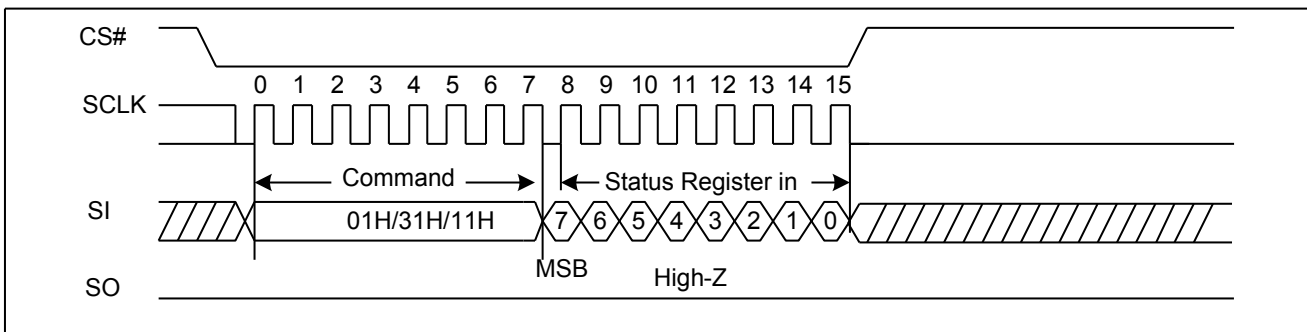 CS#
0 1 2 3 4 5 6 7 8 9 10 11 12 13 14 15
SCLK
Command
Status Register in
SI
01H/31H/11H
7 6 5 4 3 2 1 0
MSB
High-Z
SO